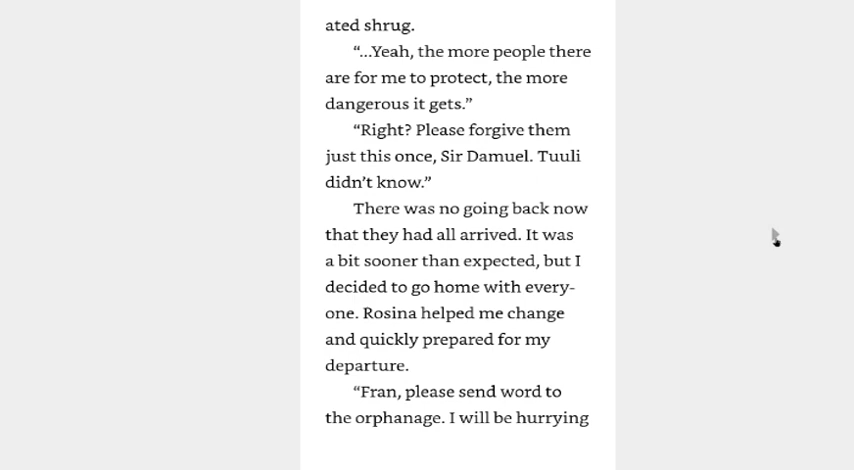 ated shrug.
“...Yeah, the more people there
are for me to protect, the more
dangerous it gets.”
“Right? Please forgive them
just this once, Sir Damuel. Tuuli
didn’t know.”
There was no going back now
that they had all arrived. It was
a bit sooner than expected, but I
decided to go home with every-
one. Rosina helped me change
and quickly prepared for my
departure.
“Fran, please send word to
the orphanage. I will be hurrying